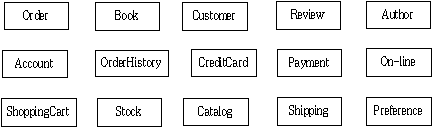 Order Book Customer Review Author
Account OrderHistory CreditCard Payment On-line
ShoppingCart Stock Catalog Shipping Preference